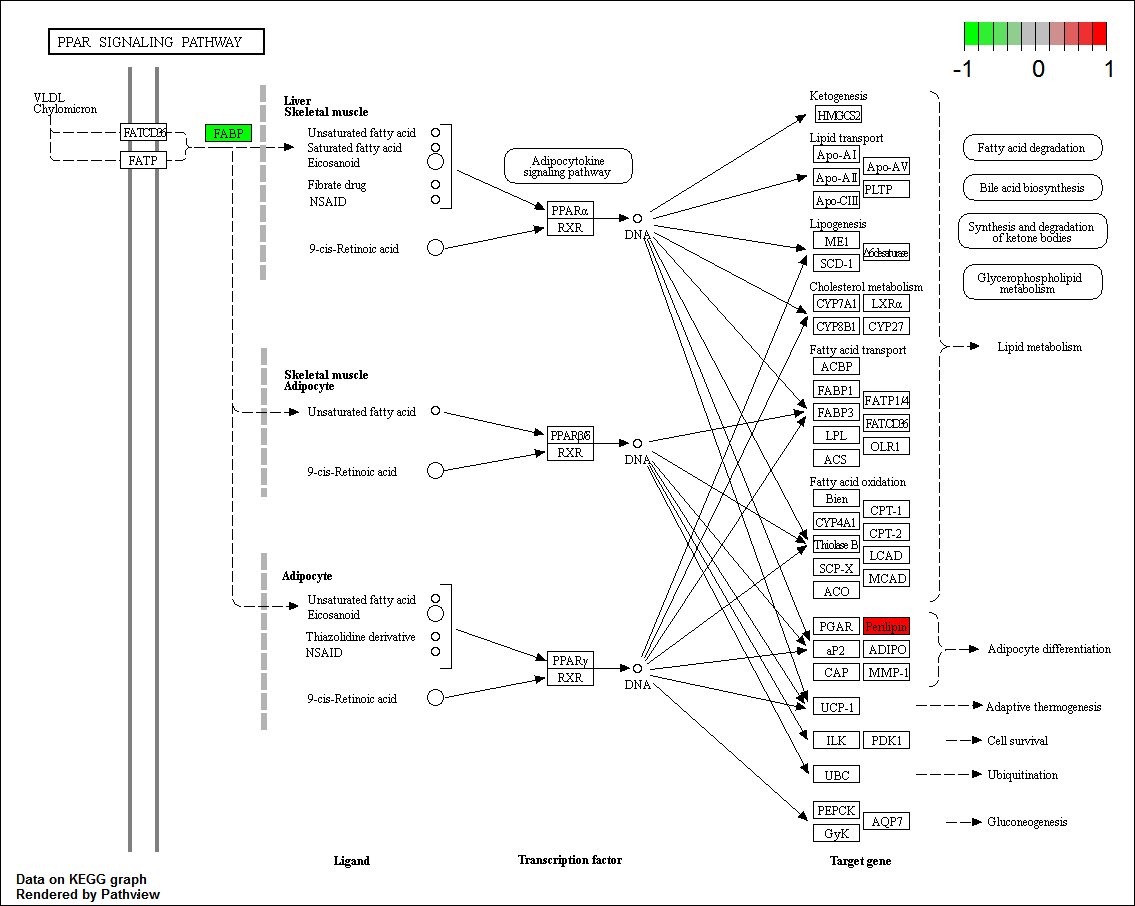 PPAR SIGNALING PATHWAY
-1 0 1
VLDL
Chylomicron
FATCD36
FATP
FABP
Liver
Skeletal muscle
Unsaturated fatty acid
Saturated fatty acid
Eicosanoid
Fibrate drug
NSAID
9-cis-Retinoic acid
Adipocytokine
signaling pathway
PPARα
RXR
DNA
Skeletal muscle
Adipocyte
Unsaturated fatty acid
9-cis-Retinoic acid
PPARβδ
RXR
DNA
Adipocyte
Unsaturated fatty acid
Eicosanoid
Thiazolidine derivative
NSAID
9-cis-Retinoic acid
PPARγ
RXR
DNA
Ketogenesis
HMGCS2
Lipid transport
Apo-AI
Apo-AV
Apo-AII
PLTP
Apo-CIII
Lipogenesis
ME1
SCD-1
Cholesterol metabolism
CYP7A1 LXRα
CYP8B1 CYP27
Fatty acid transport
ACBP
FABP1
FATP1/4
FABP3
FATCD36
LPL
OLR1
ACS
Fatty acid oxidation
Bien
CPT-1
CYP4A1
CPT-2
Thiolase B
LCAD
SCP-X
MCAD
ACO
PGAR Perilipin
aP2 ADIPO
CAP MMP-1
UCP-1
ILK PDK1
UBC
PEPCK
AQP7
GyK
Fatty acid degradation
Bile acid biosynthesis
Synthesis and degradation
of ketone bodies
Glycerophospholipid
metabolism
Lipid metabolism
Adipocyte differentiation
Adaptive thermogenesis
Cell survival
Ubiquitination
Gluconeogenesis
Ligand Transcription factor Target gene
Data on KEGG graph
Rendered by Pathview